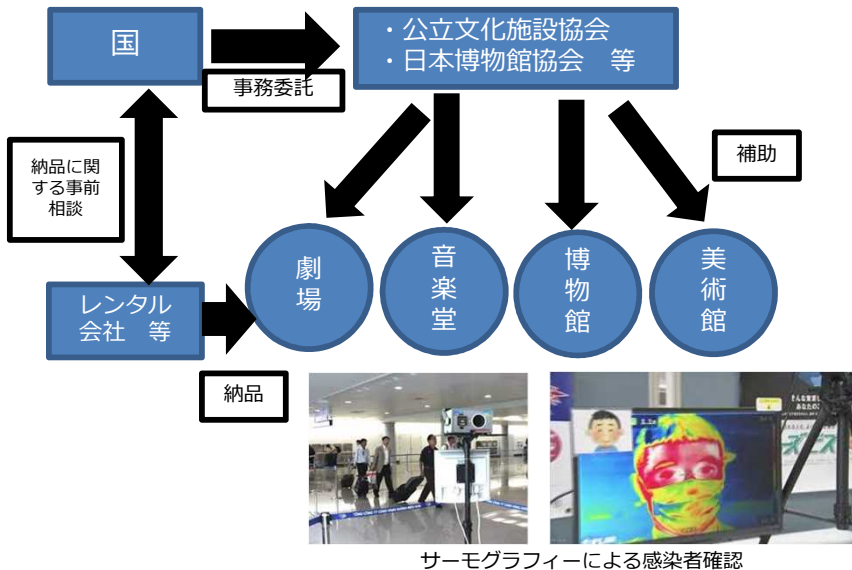 国
・公立文化施設協会
・日本博物館協会　等
事務委託
納品に関
する事前
相談
補助
劇場
音楽堂
博物館
美術館
レンタル
会社　等
納品
サーモグラフィーによる感染者確認